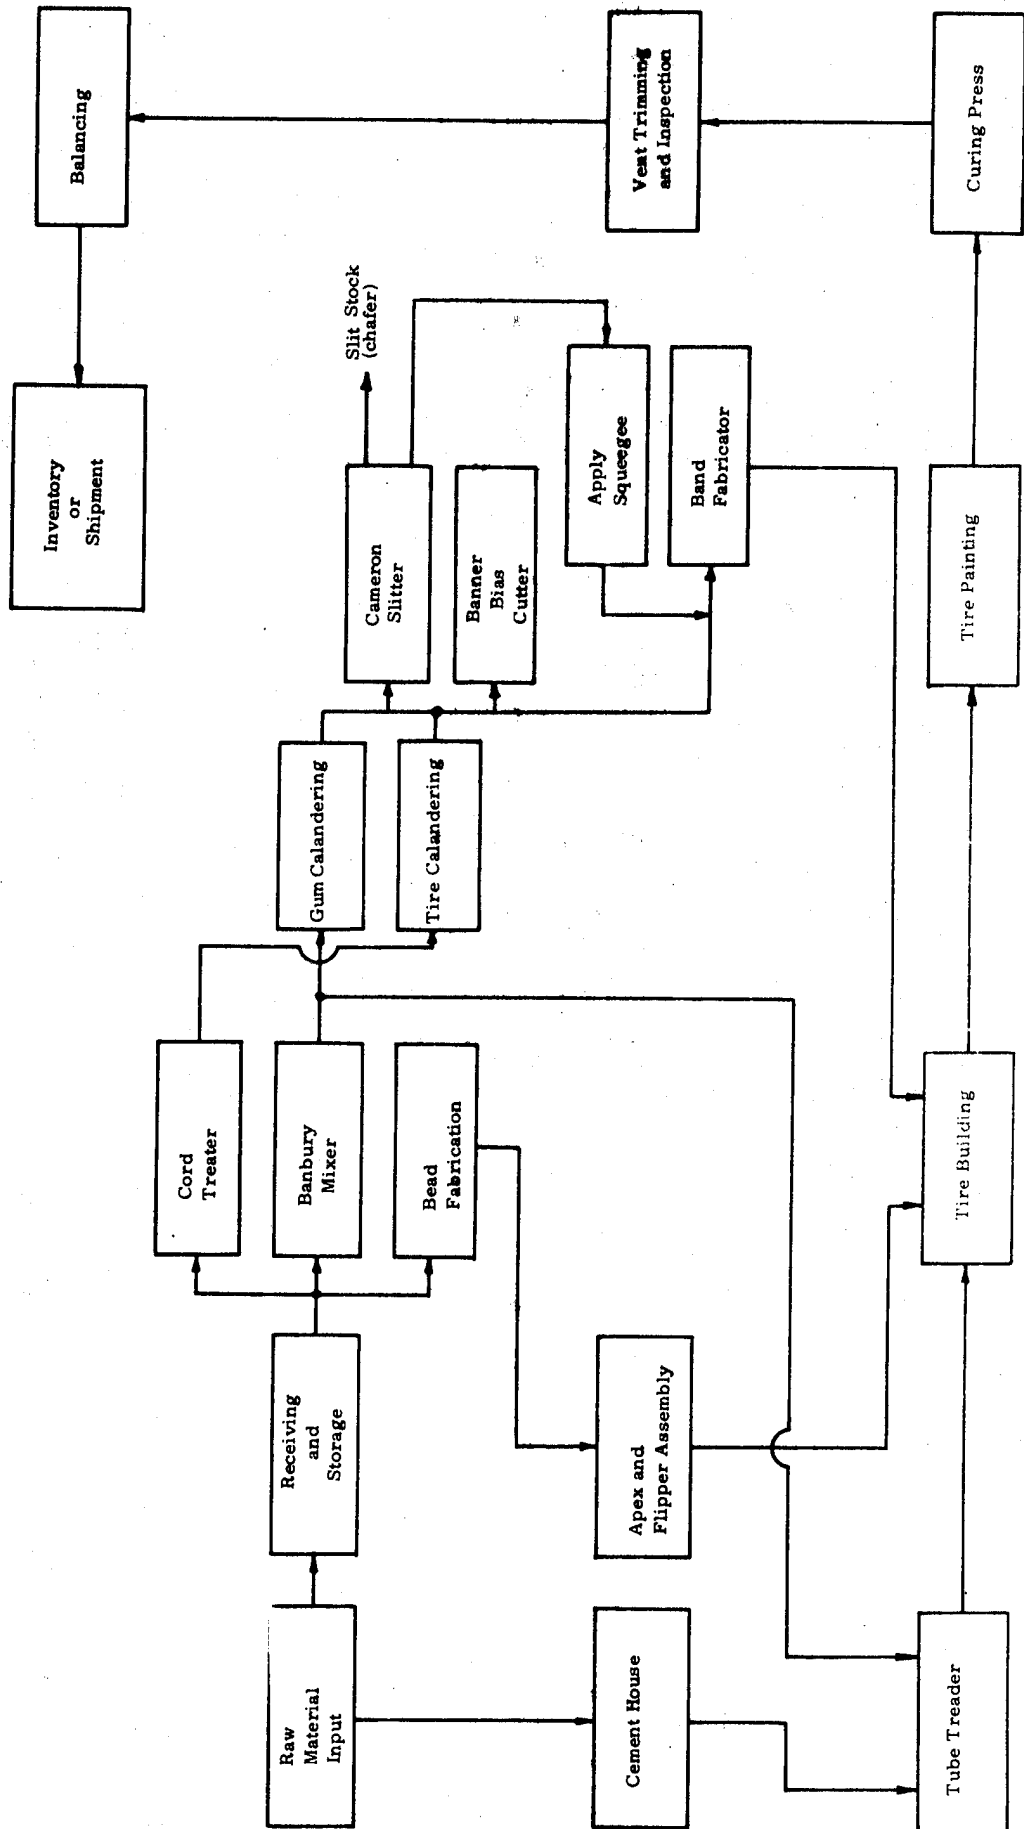 Raw
Material
Input
Receiving
and
Storage
Cord
Treater
Banbury
Mixer
Bead
Fabrication
Gum Calandering
Tire Calandering
Cameron
Slitter
Slit Stock
(chafer)
Banner
Bias
Cutter
Apply
Squeegee
Band
Fabricator
Inventory
or
Shipment
Balancing
Cement House
Apex and
Flipper Assembly
Vent Trimming
and Inspection
Tube Treader
Tire Building
Tire Painting
Curing Press